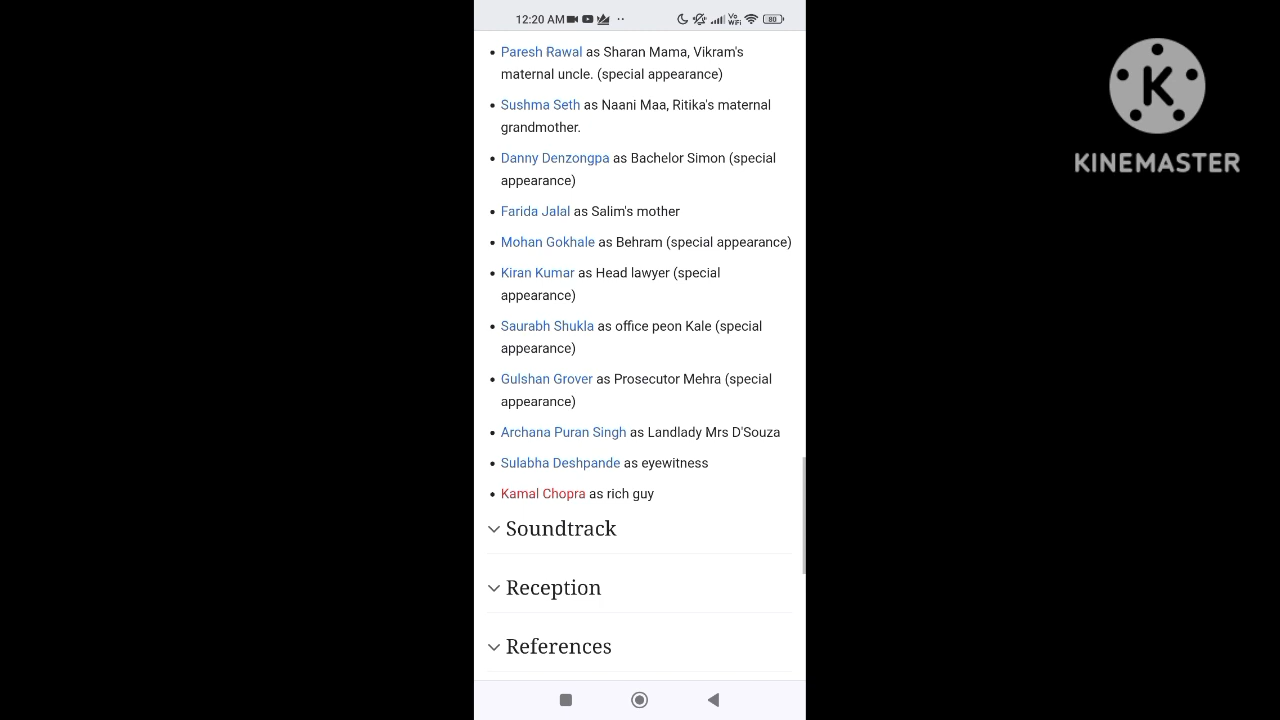 12:20 AM
Vo
WiFi
80
K
KINEMASTER
• Paresh Rawal as Sharan Mama, Vikram's
maternal uncle. (special appearance)
• Sushma Seth as Naani Maa, Ritika's maternal
grandmother.
• Danny Denzongpa as Bachelor Simon (special
appearance)
• Farida Jalal as Salim's mother
• Mohan Gokhale as Behram (special appearance)
• Kiran Kumar as Head lawyer (special
appearance)
• Saurabh Shukla as office peon Kale (special
appearance)
• Gulshan Grover as Prosecutor Mehra (special
appearance)
• Archana Puran Singh as Landlady Mrs D'Souza
• Sulabha Deshpande as eyewitness
• Kamal Chopra as rich guy
Soundtrack
Reception
References